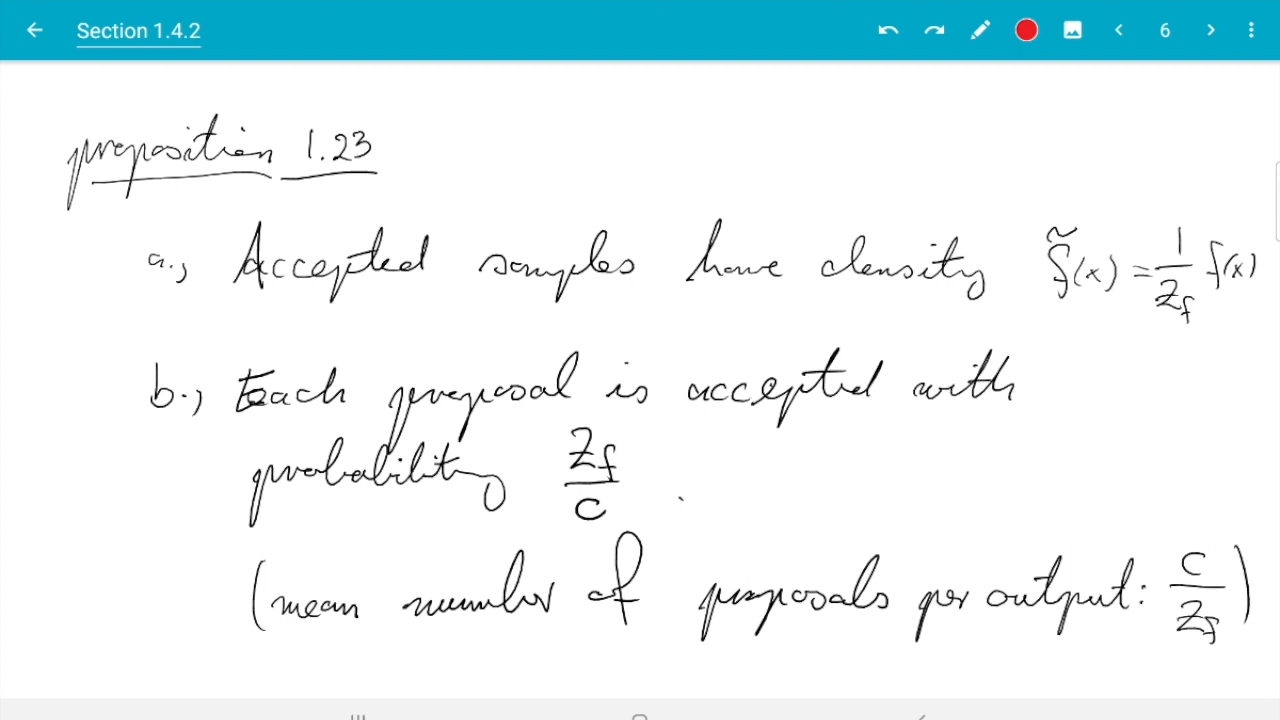 Section 1.4.2
6
proposition 1.23
a., Accepted samples have density f̃(x) = 1/Z_f f(x)
b., Each proposal is accepted with
probability Z_f/c
(mean number of proposals per output: c/Z_f)